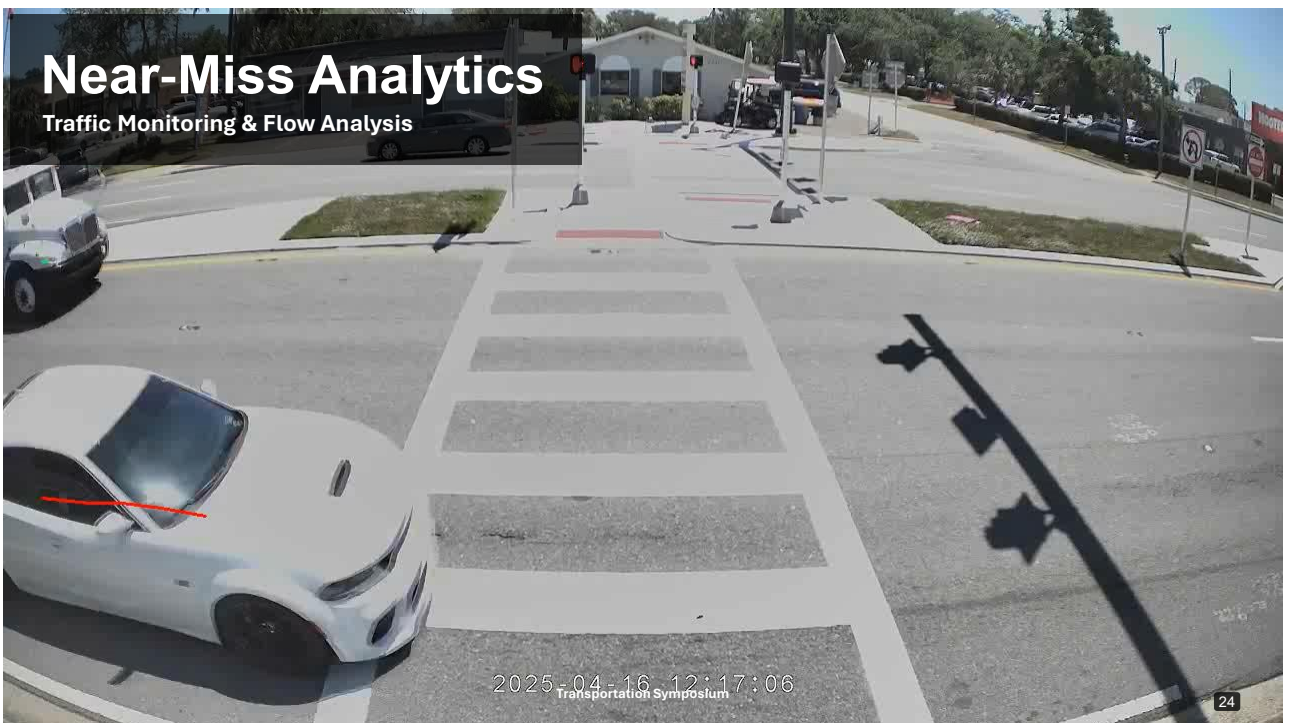 Near-Miss Analytics
Traffic Monitoring & Flow Analysis
2025-04-16 12:17:06
Transportation Symposium
24